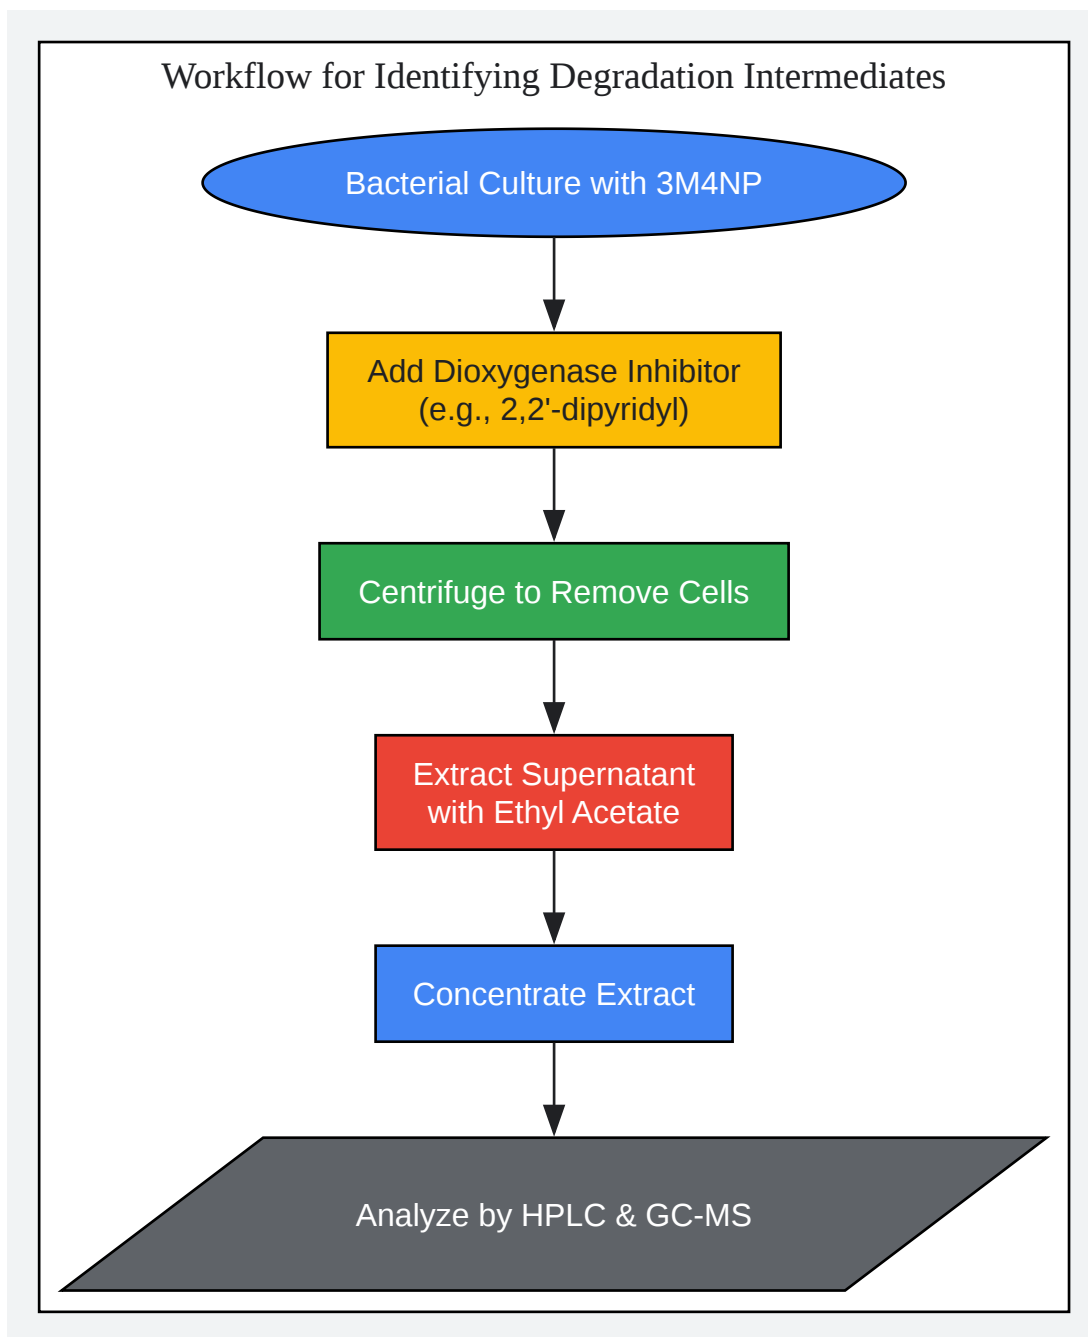 Workflow for Identifying Degradation Intermediates
Bacterial Culture with 3M4NP
Add Dioxygenase Inhibitor
(e.g., 2,2'-dipyridyl)
Centrifuge to Remove Cells
Extract Supernatant
with Ethyl Acetate
Concentrate Extract
Analyze by HPLC & GC-MS